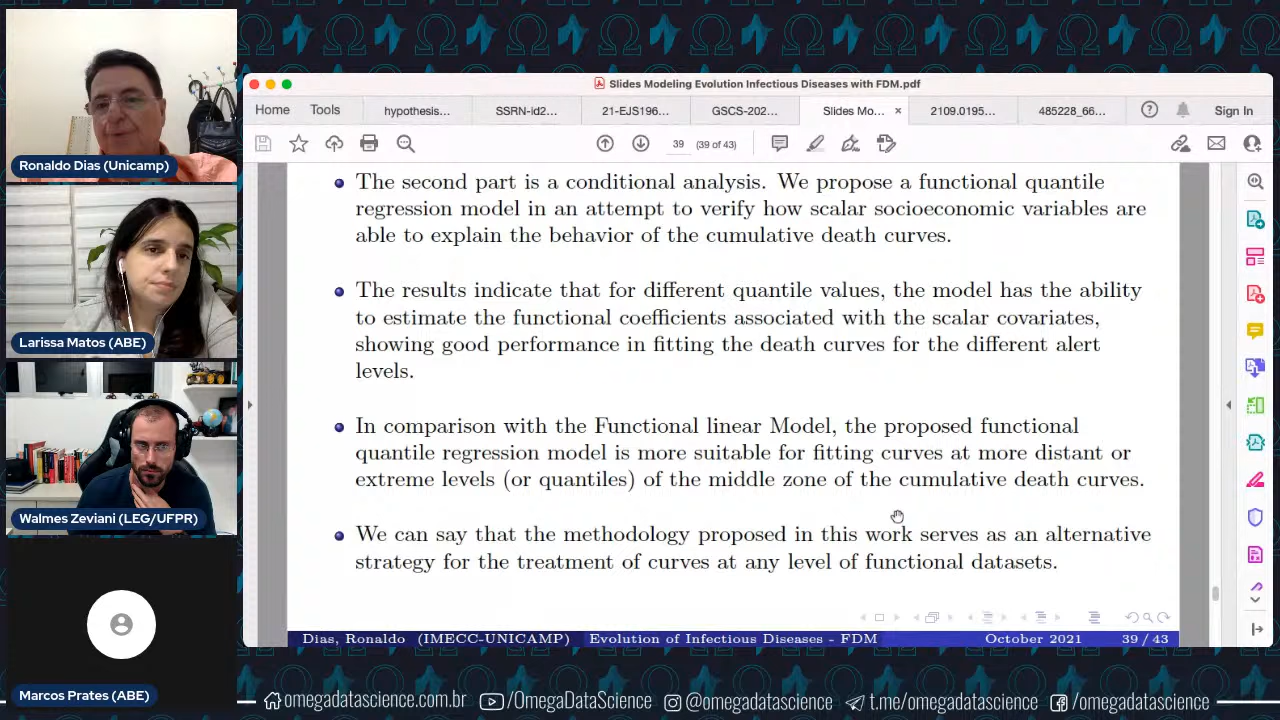 Ronaldo Dias (Unicamp)
Larissa Matos (ABE)
Walmes Zeviani (LEG/UFPR)
Marcos Prates (ABE)
Slides Modeling Evolution Infectious Diseases with FDM.pdf
Home Tools hypothesis... SSRN-id2... 21-EJS196... GSCS-202... Slides Mo... × 2109.0195... 485228_66... Sign In
39 (39 of 43)
The second part is a conditional analysis. We propose a functional quantile
regression model in an attempt to verify how scalar socioeconomic variables are
able to explain the behavior of the cumulative death curves.
The results indicate that for different quantile values, the model has the ability
to estimate the functional coefficients associated with the scalar covariates,
showing good performance in fitting the death curves for the different alert
levels.
In comparison with the Functional linear Model, the proposed functional
quantile regression model is more suitable for fitting curves at more distant or
extreme levels (or quantiles) of the middle zone of the cumulative death curves.
We can say that the methodology proposed in this work serves as an alternative
strategy for the treatment of curves at any level of functional datasets.
Dias, Ronaldo (IMECC-UNICAMP) Evolution of Infectious Diseases - FDM October 2021 39 / 43
omegadatascience.com.br /OmegaDataScience @omegadatascience t.me/omegadatascience /omegadatascience